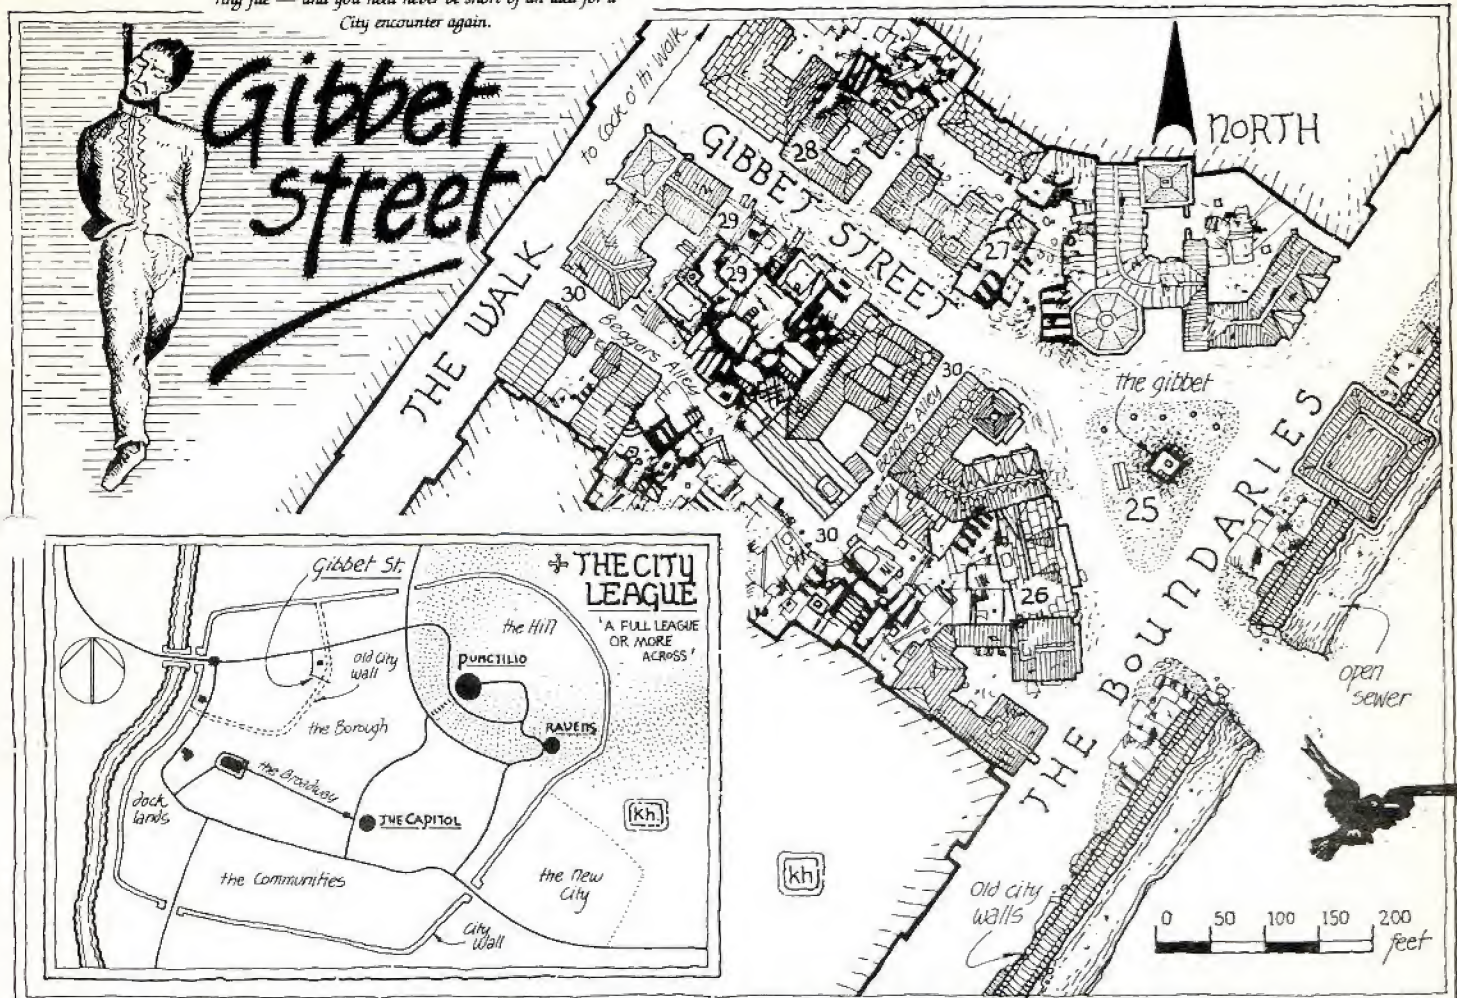 City encounter again.
Gibbet
street
to Cock o' th' Walk
NORTH
GIBBET STREET
THE WALK
28
29
29
27
30
Beggars Alley
30
Beggars Alley
the gibbet
25
30
26
THE BOUNDARIES
open
sewer
Old city
walls
kh
0 50 100 150 200
feet
THE CITY
LEAGUE
'A FULL LEAGUE
OR MORE
ACROSS'
Gibbet St.
the Hill
PUNCTILIO
Old City
wall
the Borough
RAVENS
the Broadway
dock
lands
THE CAPITOL
kh.
the Communities
the New
City
City
Wall